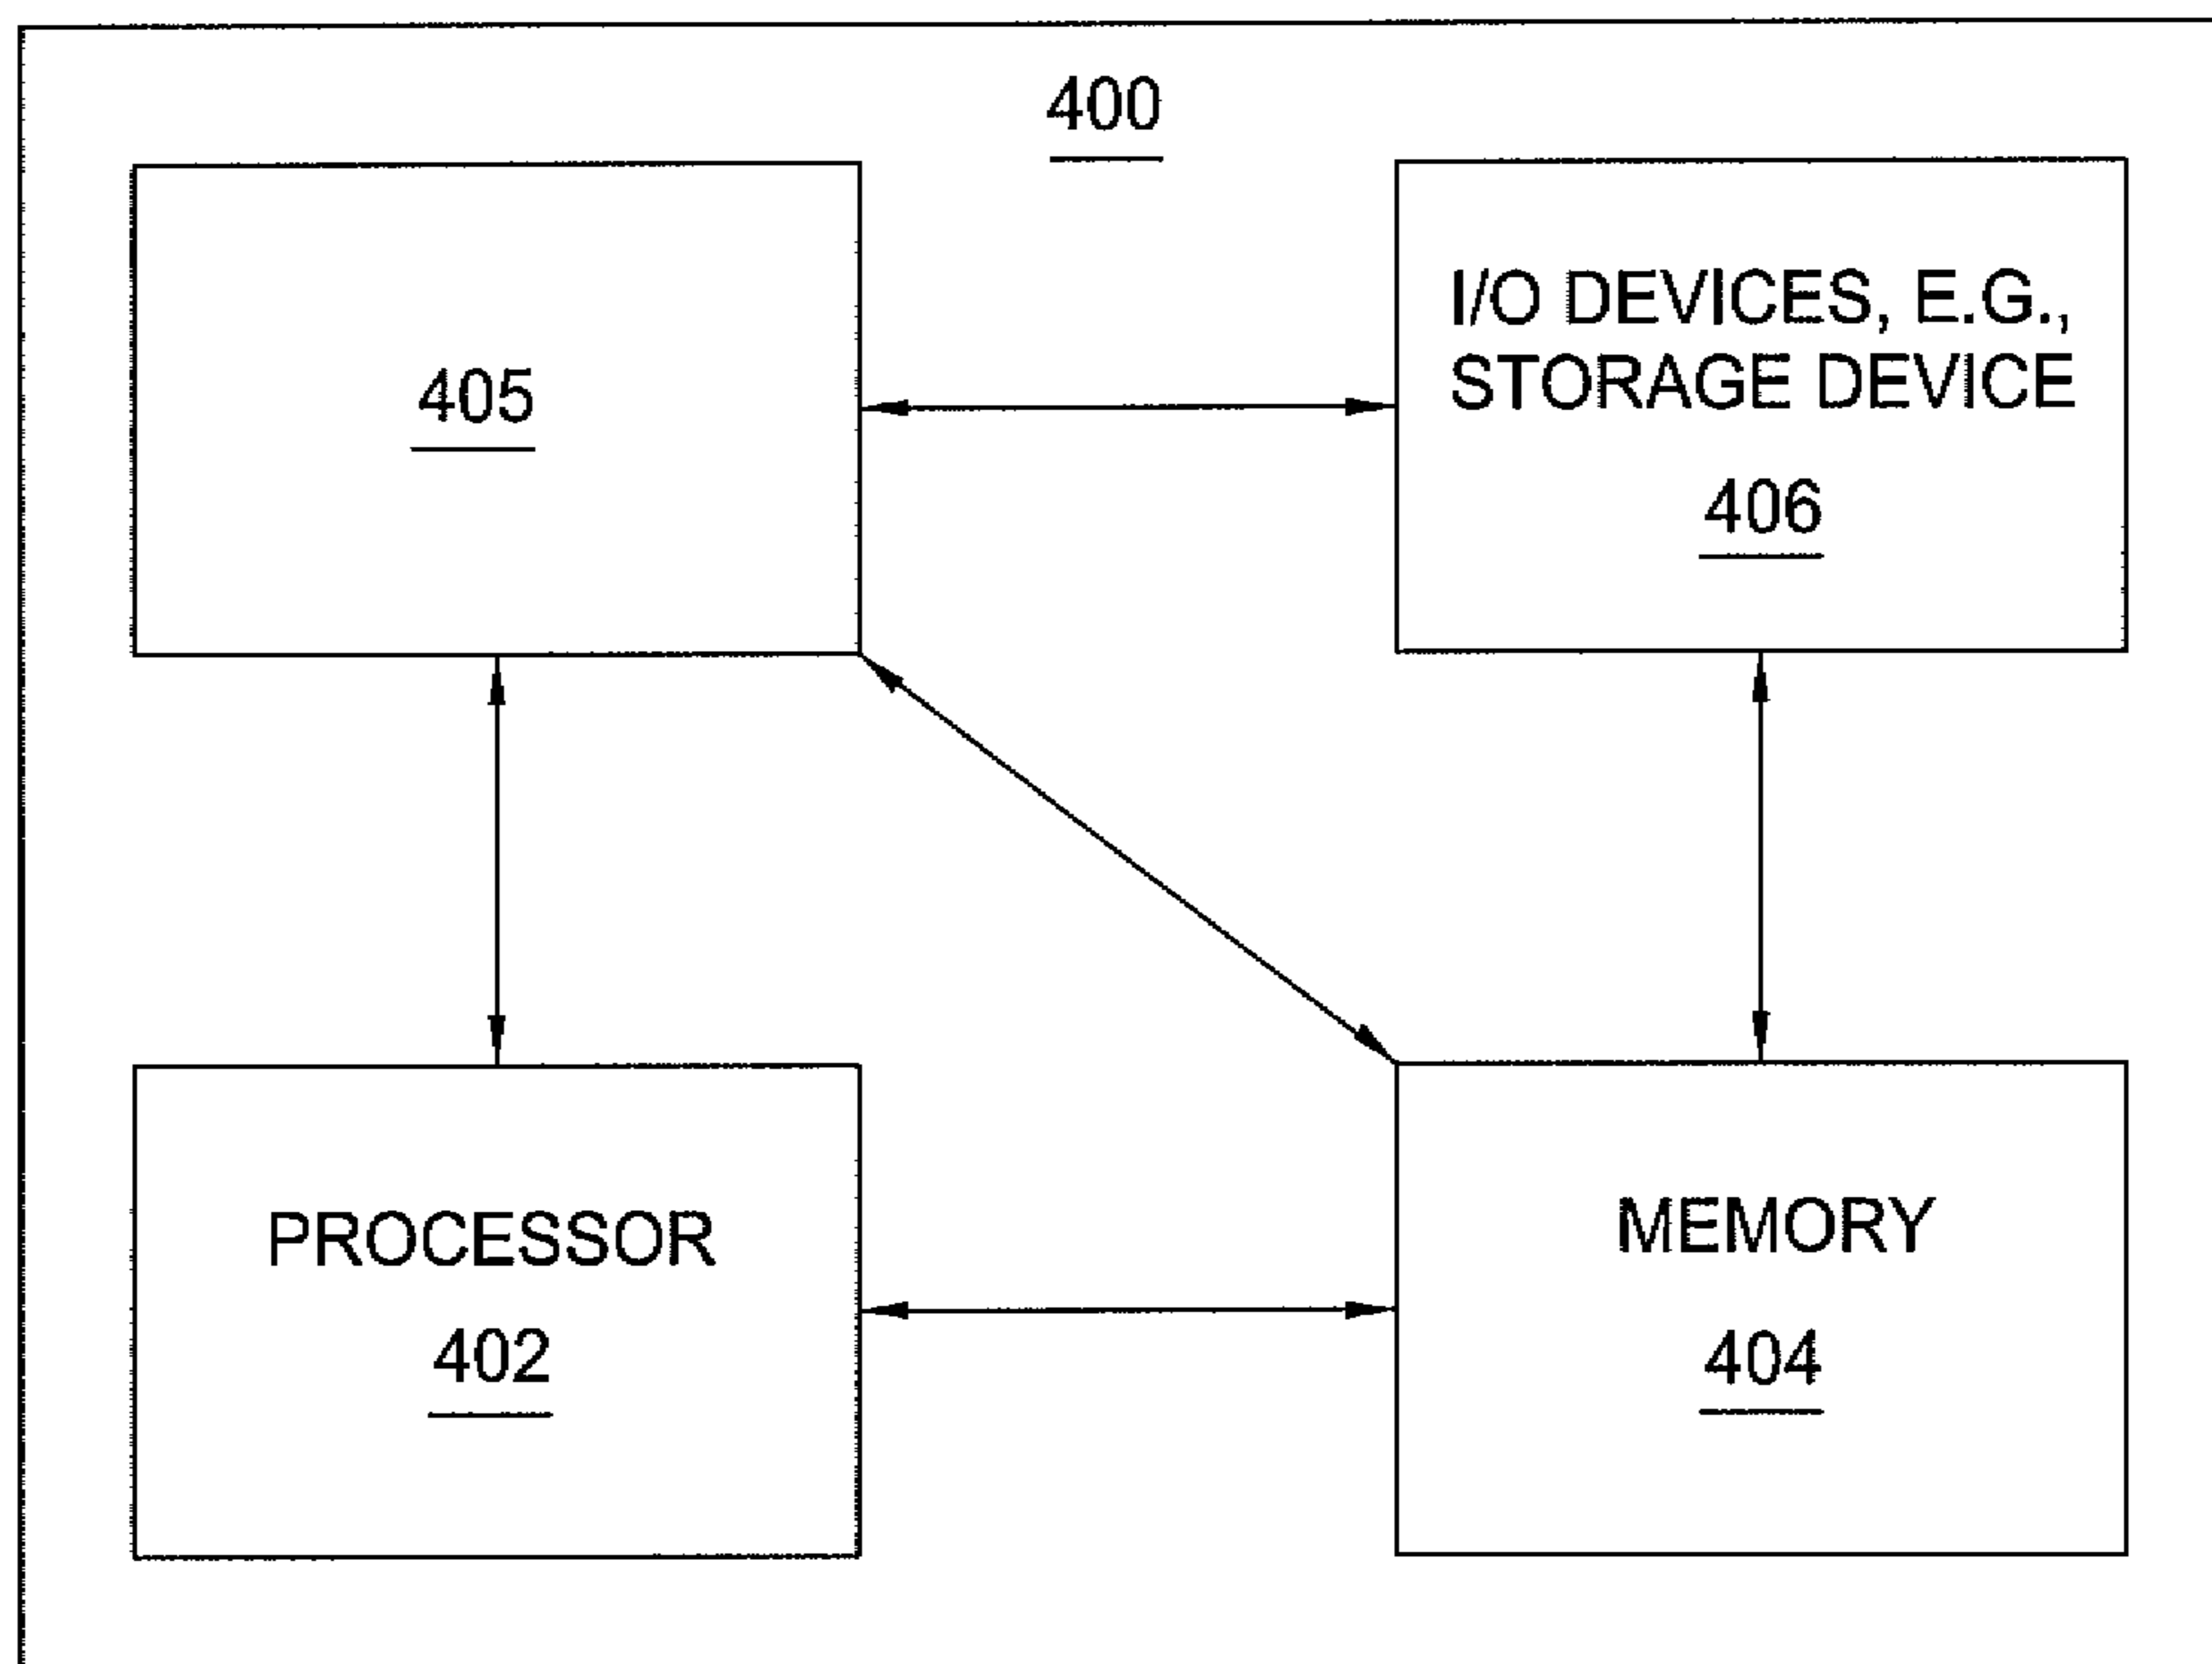 400
405
I/O DEVICES, E.G.,
STORAGE DEVICE
406
PROCESSOR
402
MEMORY
404